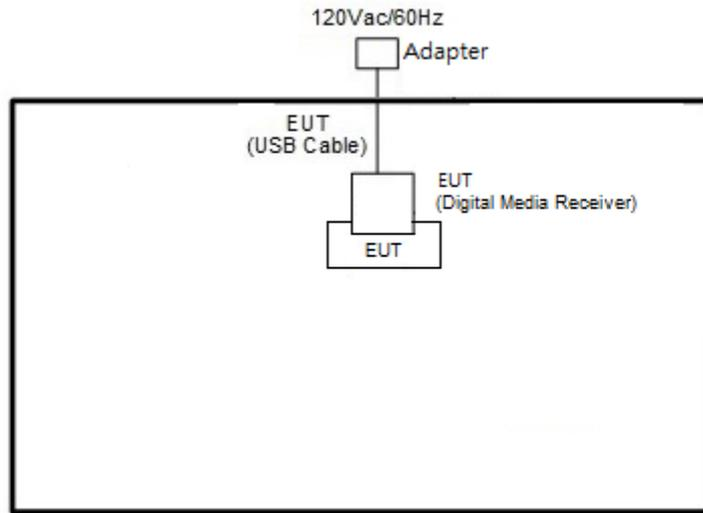 120Vac/60Hz
Adapter
EUT
(USB Cable)
EUT
(Digital Media Receiver)
EUT